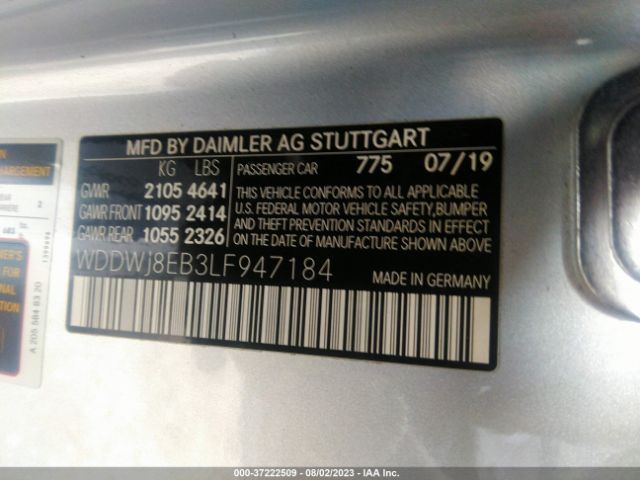 MFD BY DAIMLER AG STUTTGART
KG LBS PASSENGER CAR 775 07/19
GVWR 2105 4641 THIS VEHICLE CONFORMS TO ALL APPLICABLE
GAWR FRONT 1095 2414 U.S. FEDERAL MOTOR VEHICLE SAFETY,BUMPER
AND THEFT PREVENTION STANDARDS IN EFFECT
GAWR REAR 1055 2326 ON THE DATE OF MANUFACTURE SHOWN ABOVE
WDDWJ8EB3LF947184 MADE IN GERMANY
A 205 584 83 20
000-37222509 - 08/02/2023 - IAA Inc.